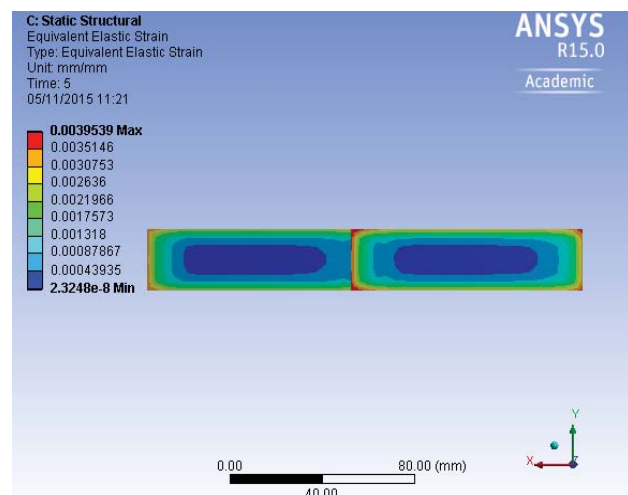 C: Static Structural
Equivalent Elastic Strain
Type: Equivalent Elastic Strain
Unit: mm/mm
Time: 5
05/11/2015 11:21
ANSYS
R15.0
Academic
0.0039539 Max
0.0035146
0.0030753
0.002636
0.0021966
0.0017573
0.001318
0.00087867
0.00043935
2.3248e-8 Min
0.00
80.00 (mm)
40.00
Y
X
Z